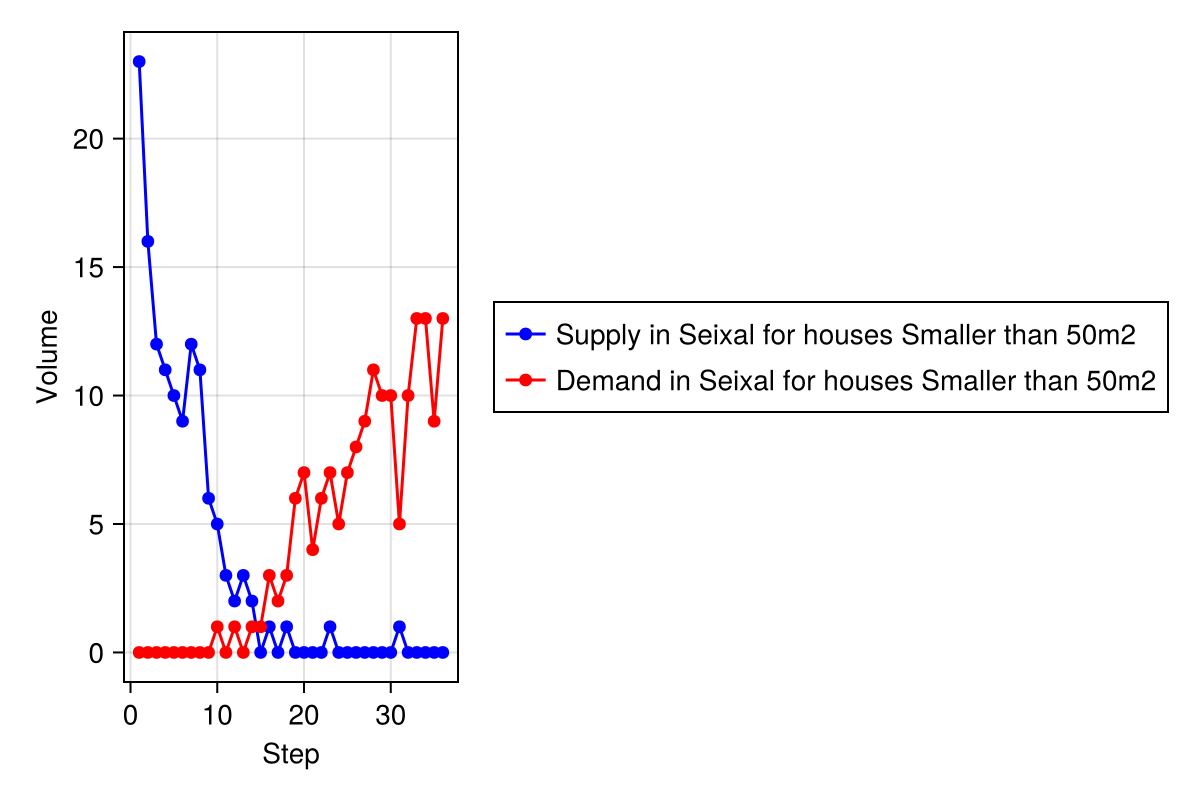 20
15
10
5
0
Volume
0 10 20 30
Step
Supply in Seixal for houses Smaller than 50m2
Demand in Seixal for houses Smaller than 50m2